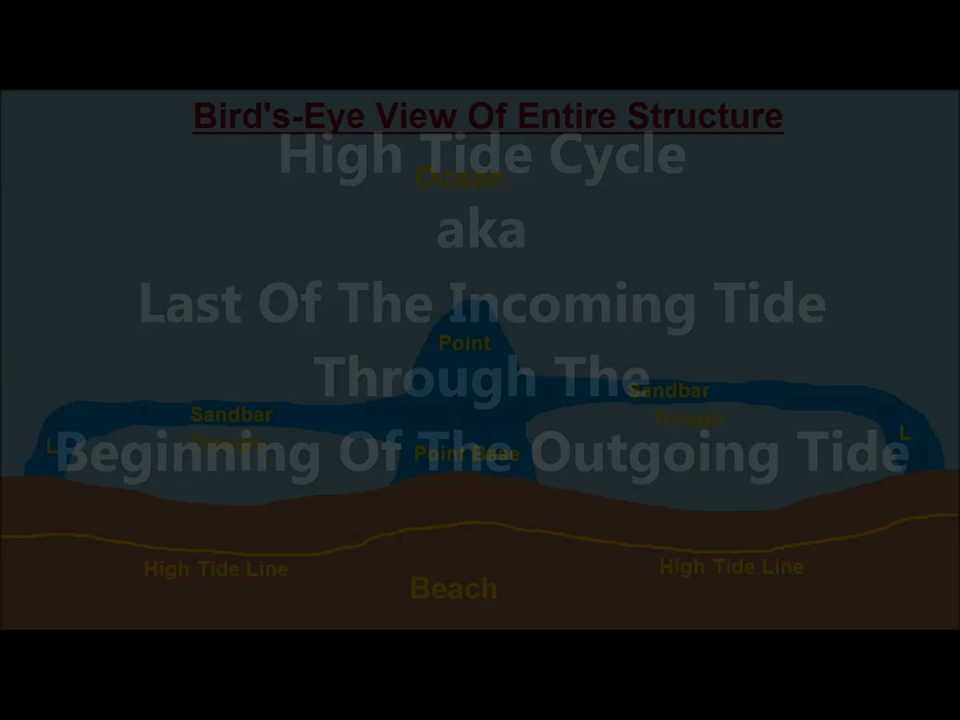 Bird's-Eye View Of Entire Structure
High Tide Cycle
Ocean
aka
Last Of The Incoming Tide
Point
Through The
Sandbar
Sandbar
Trough
Trough
L
L
Beginning Of The Outgoing Tide
Point Base
High Tide Line
High Tide Line
Beach